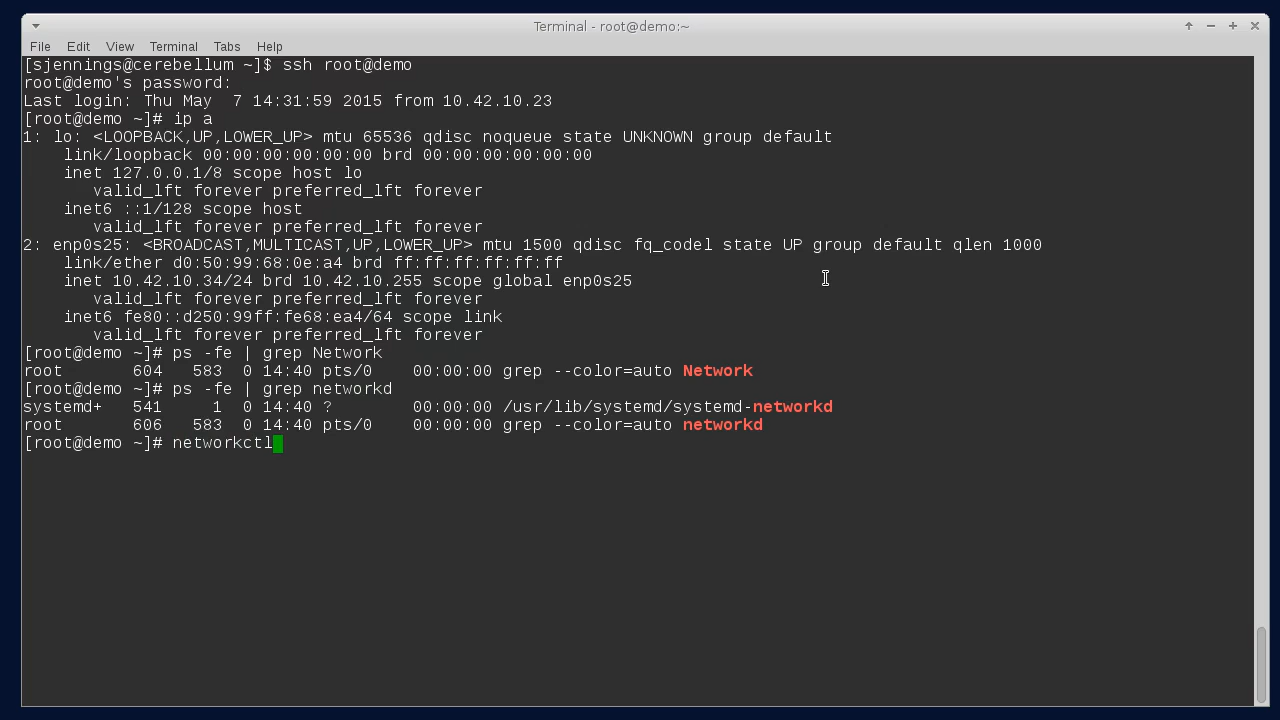 Terminal - root@demo:~
File Edit View Terminal Tabs Help
[sjennings@cerebellum ~]$ ssh root@demo
root@demo's password:
Last login: Thu May  7 14:31:59 2015 from 10.42.10.23
[root@demo ~]# ip a
1: lo: <LOOPBACK,UP,LOWER_UP> mtu 65536 qdisc noqueue state UNKNOWN group default
    link/loopback 00:00:00:00:00:00 brd 00:00:00:00:00:00
    inet 127.0.0.1/8 scope host lo
       valid_lft forever preferred_lft forever
    inet6 ::1/128 scope host
       valid_lft forever preferred_lft forever
2: enp0s25: <BROADCAST,MULTICAST,UP,LOWER_UP> mtu 1500 qdisc fq_codel state UP group default qlen 1000
    link/ether d0:50:99:68:0e:a4 brd ff:ff:ff:ff:ff:ff
    inet 10.42.10.34/24 brd 10.42.10.255 scope global enp0s25
       valid_lft forever preferred_lft forever
    inet6 fe80::d250:99ff:fe68:ea4/64 scope link
       valid_lft forever preferred_lft forever
[root@demo ~]# ps -fe | grep Network
root       604   583  0 14:40 pts/0    00:00:00 grep --color=auto Network
[root@demo ~]# ps -fe | grep networkd
systemd+   541     1  0 14:40 ?        00:00:00 /usr/lib/systemd/systemd-networkd
root       606   583  0 14:40 pts/0    00:00:00 grep --color=auto networkd
[root@demo ~]# networkctl